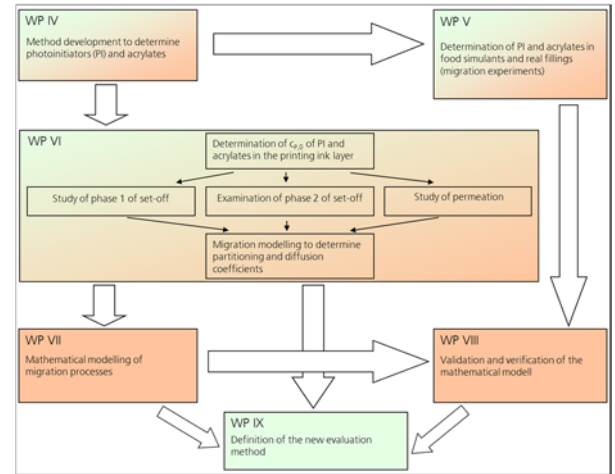 WP IV
Method development to determine
photoinitiators (PI) and acrylates
WP V
Determination of PI and acrylates in
food simulants and real fillings
(migration experiments)
WP VI
Determination of cP,0 of PI and
acrylates in the printing ink layer
Study of phase 1 of set-off
Examination of phase 2 of set-off
Study of permeation
Migration modelling to determine
partitioning and diffusion
coefficients
WP VII
Mathematical modelling of
migration processes
WP VIII
Validation and verification of the
mathematical modell
WP IX
Definition of the new evaluation
method